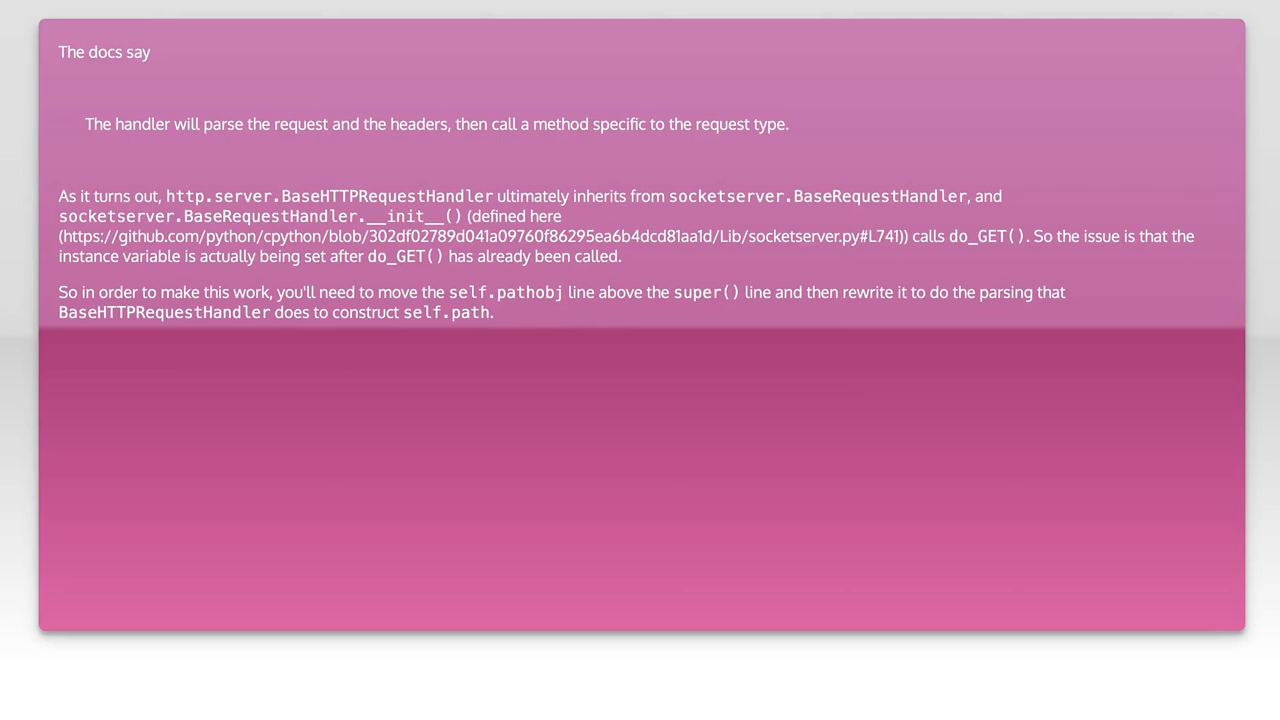 The docs say
The handler will parse the request and the headers, then call a method specific to the request type.
As it turns out, http.server.BaseHTTPRequestHandler ultimately inherits from socketserver.BaseRequestHandler, and
socketserver.BaseRequestHandler.__init__() (defined here
(https://github.com/python/cpython/blob/302df02789d041a09760f86295ea6b4dcd81aa1d/Lib/socketserver.py#L741)) calls do_GET(). So the issue is that the
instance variable is actually being set after do_GET() has already been called.
So in order to make this work, you'll need to move the self.pathobj line above the super() line and then rewrite it to do the parsing that
BaseHTTPRequestHandler does to construct self.path.